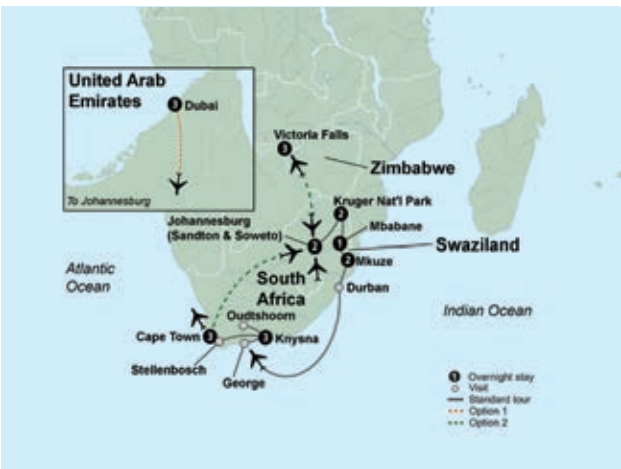 United Arab
Emirates
3 Dubai
To Johannesburg
Victoria Falls
3
Zimbabwe
Kruger Nat'l Park
2
Johannesburg
(Sandton & Soweto)
2
Mbabane
1
Swaziland
2 Mkuze
South
Africa
Durban
Atlantic
Ocean
Indian Ocean
Oudtshoorn
Cape Town 3
3 Knysna
Stellenbosch
George
1 Overnight stay
Visit
Standard tour
Option 1
Option 2